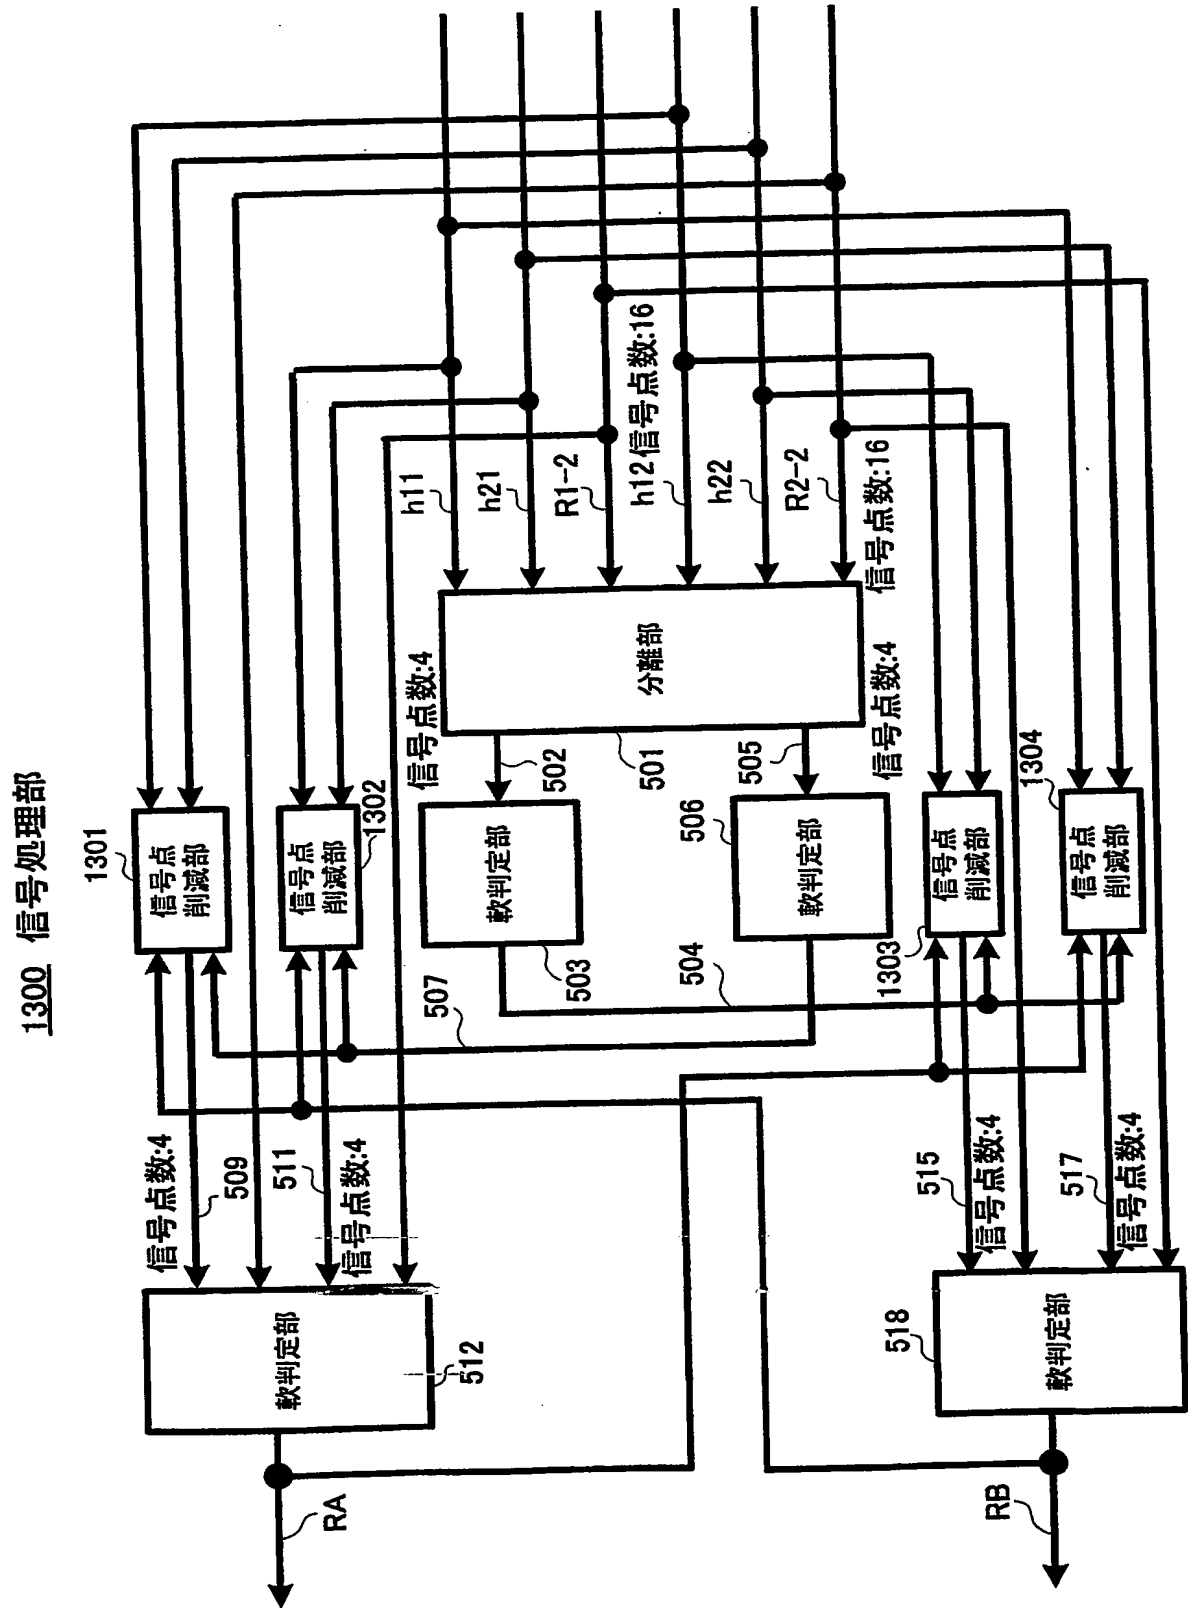 1300 信号処理部
1301
信号点
削減部
信号点
削減部
1302
信号点数:4
509
511
信号点数:4
軟判定部
512
RA
507
504
軟判定部
503
502
信号点数:4
分離部
501
505
信号点数:4
軟判定部
506
h11
h21
R1-2
h12
信号点数:16
h22
R2-2
信号点数:16
1303
信号点
削減部
1304
信号点
削減部
515
信号点数:4
517
信号点数:4
軟判定部
518
RB